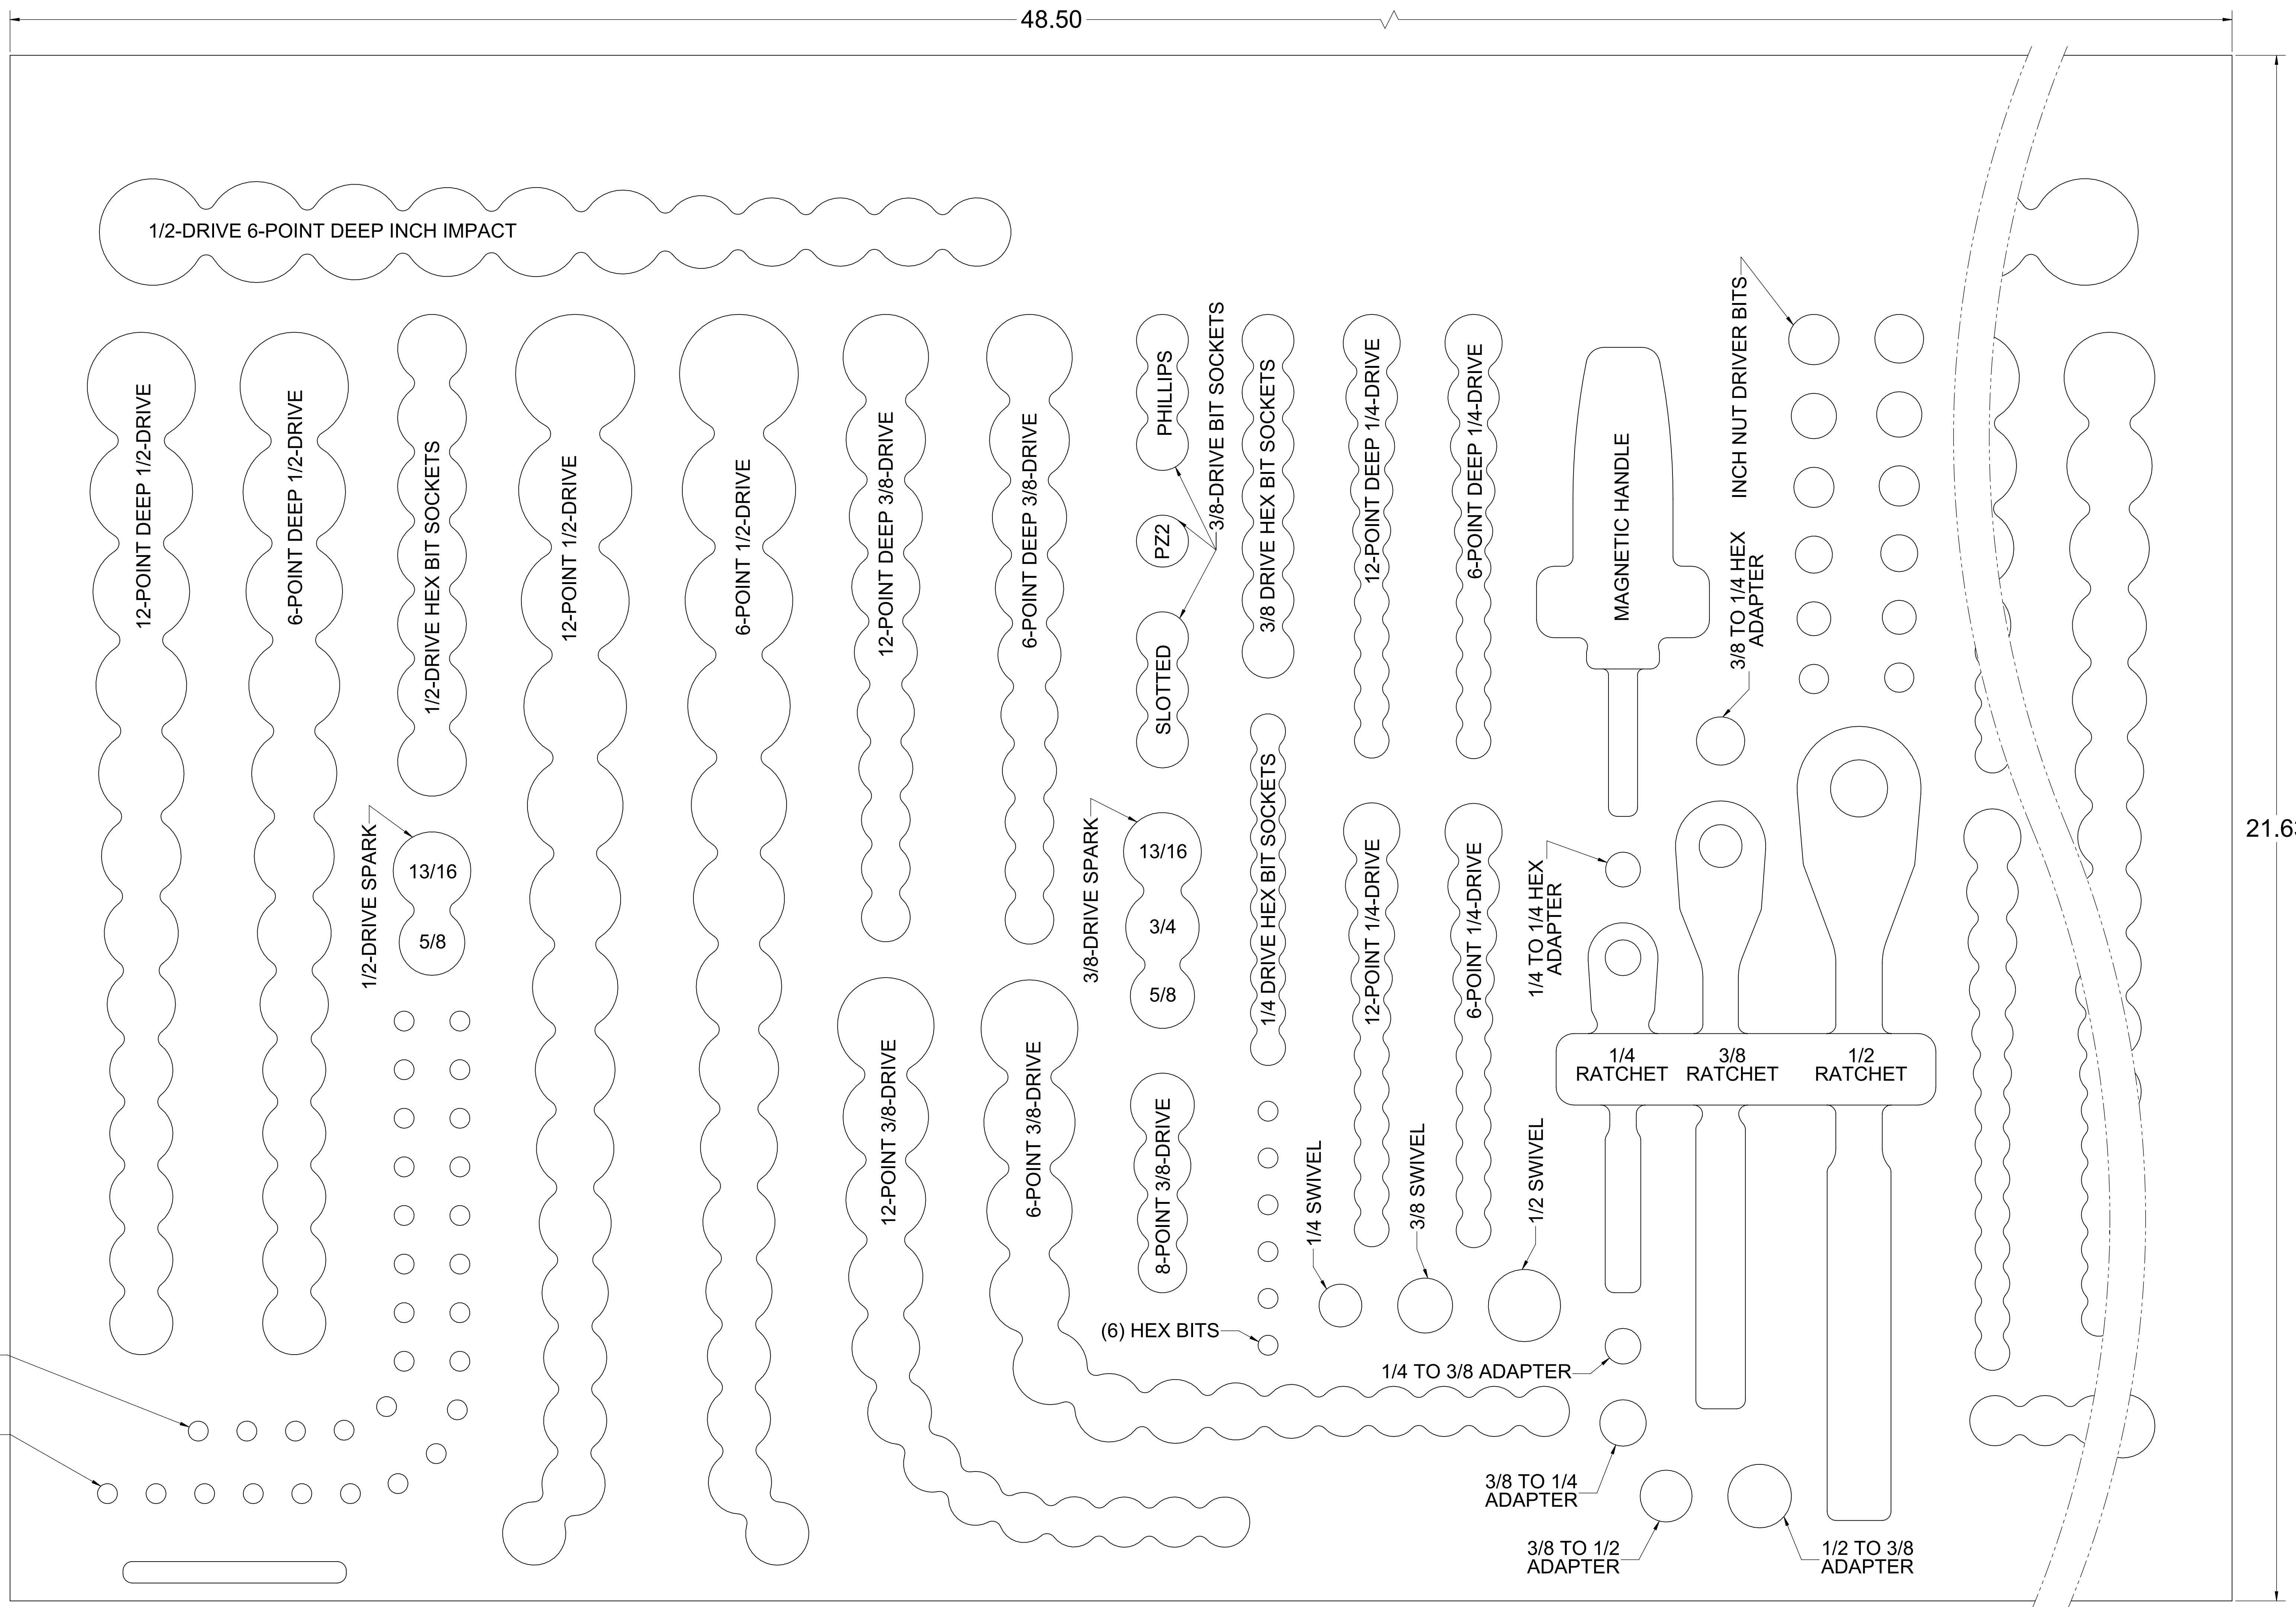 48.50
1/2-DRIVE 6-POINT DEEP INCH IMPACT
12-POINT DEEP 1/2-DRIVE
6-POINT DEEP 1/2-DRIVE
1/2-DRIVE HEX BIT SOCKETS
12-POINT 1/2-DRIVE
6-POINT 1/2-DRIVE
12-POINT DEEP 3/8-DRIVE
6-POINT DEEP 3/8-DRIVE
PHILLIPS
PZ2
SLOTTED
3/8-DRIVE BIT SOCKETS
3/8 DRIVE HEX BIT SOCKETS
12-POINT DEEP 1/4-DRIVE
6-POINT DEEP 1/4-DRIVE
MAGNETIC HANDLE
INCH NUT DRIVER BITS
3/8 TO 1/4 HEX
ADAPTER
1/2-DRIVE SPARK
13/16
5/8
3/8-DRIVE SPARK
13/16
3/4
5/8
1/4 DRIVE HEX BIT SOCKETS
12-POINT 1/4-DRIVE
6-POINT 1/4-DRIVE
1/4 TO 1/4 HEX
ADAPTER
1/4
RATCHET
3/8
RATCHET
1/2
RATCHET
12-POINT 3/8-DRIVE
6-POINT 3/8-DRIVE
8-POINT 3/8-DRIVE
1/4 SWIVEL
3/8 SWIVEL
1/2 SWIVEL
(6) HEX BITS
1/4 TO 3/8 ADAPTER
3/8 TO 1/4
ADAPTER
3/8 TO 1/2
ADAPTER
1/2 TO 3/8
ADAPTER